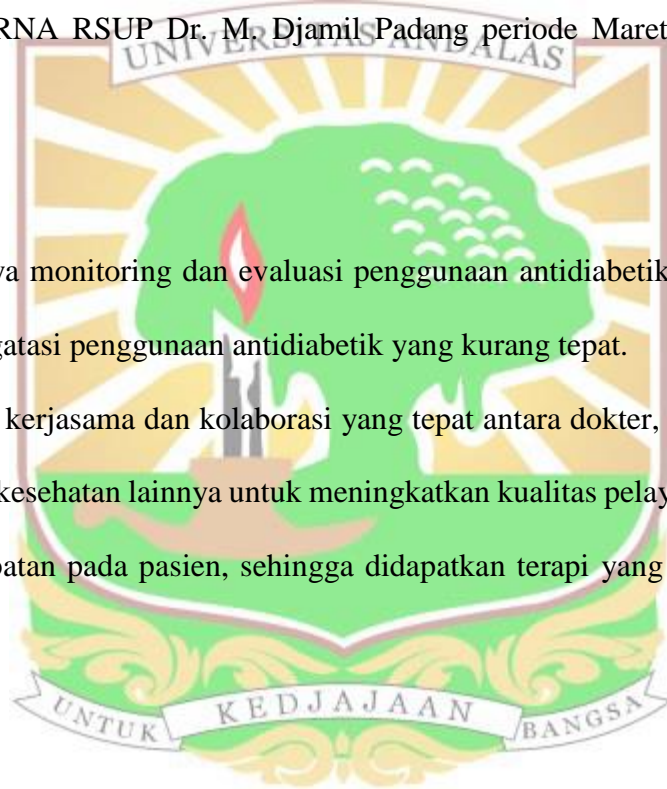 RNA RSUP Dr. M. Djamil Padang periode Maret
UNIVERSITAS ANDALAS
va monitoring dan evaluasi penggunaan antidiabetik
gatasi penggunaan antidiabetik yang kurang tepat.
kerjasama dan kolaborasi yang tepat antara dokter,
kesehatan lainnya untuk meningkatkan kualitas pelay
batan pada pasien, sehingga didapatkan terapi yang
UNTUK KEDJAJAAN BANGSA